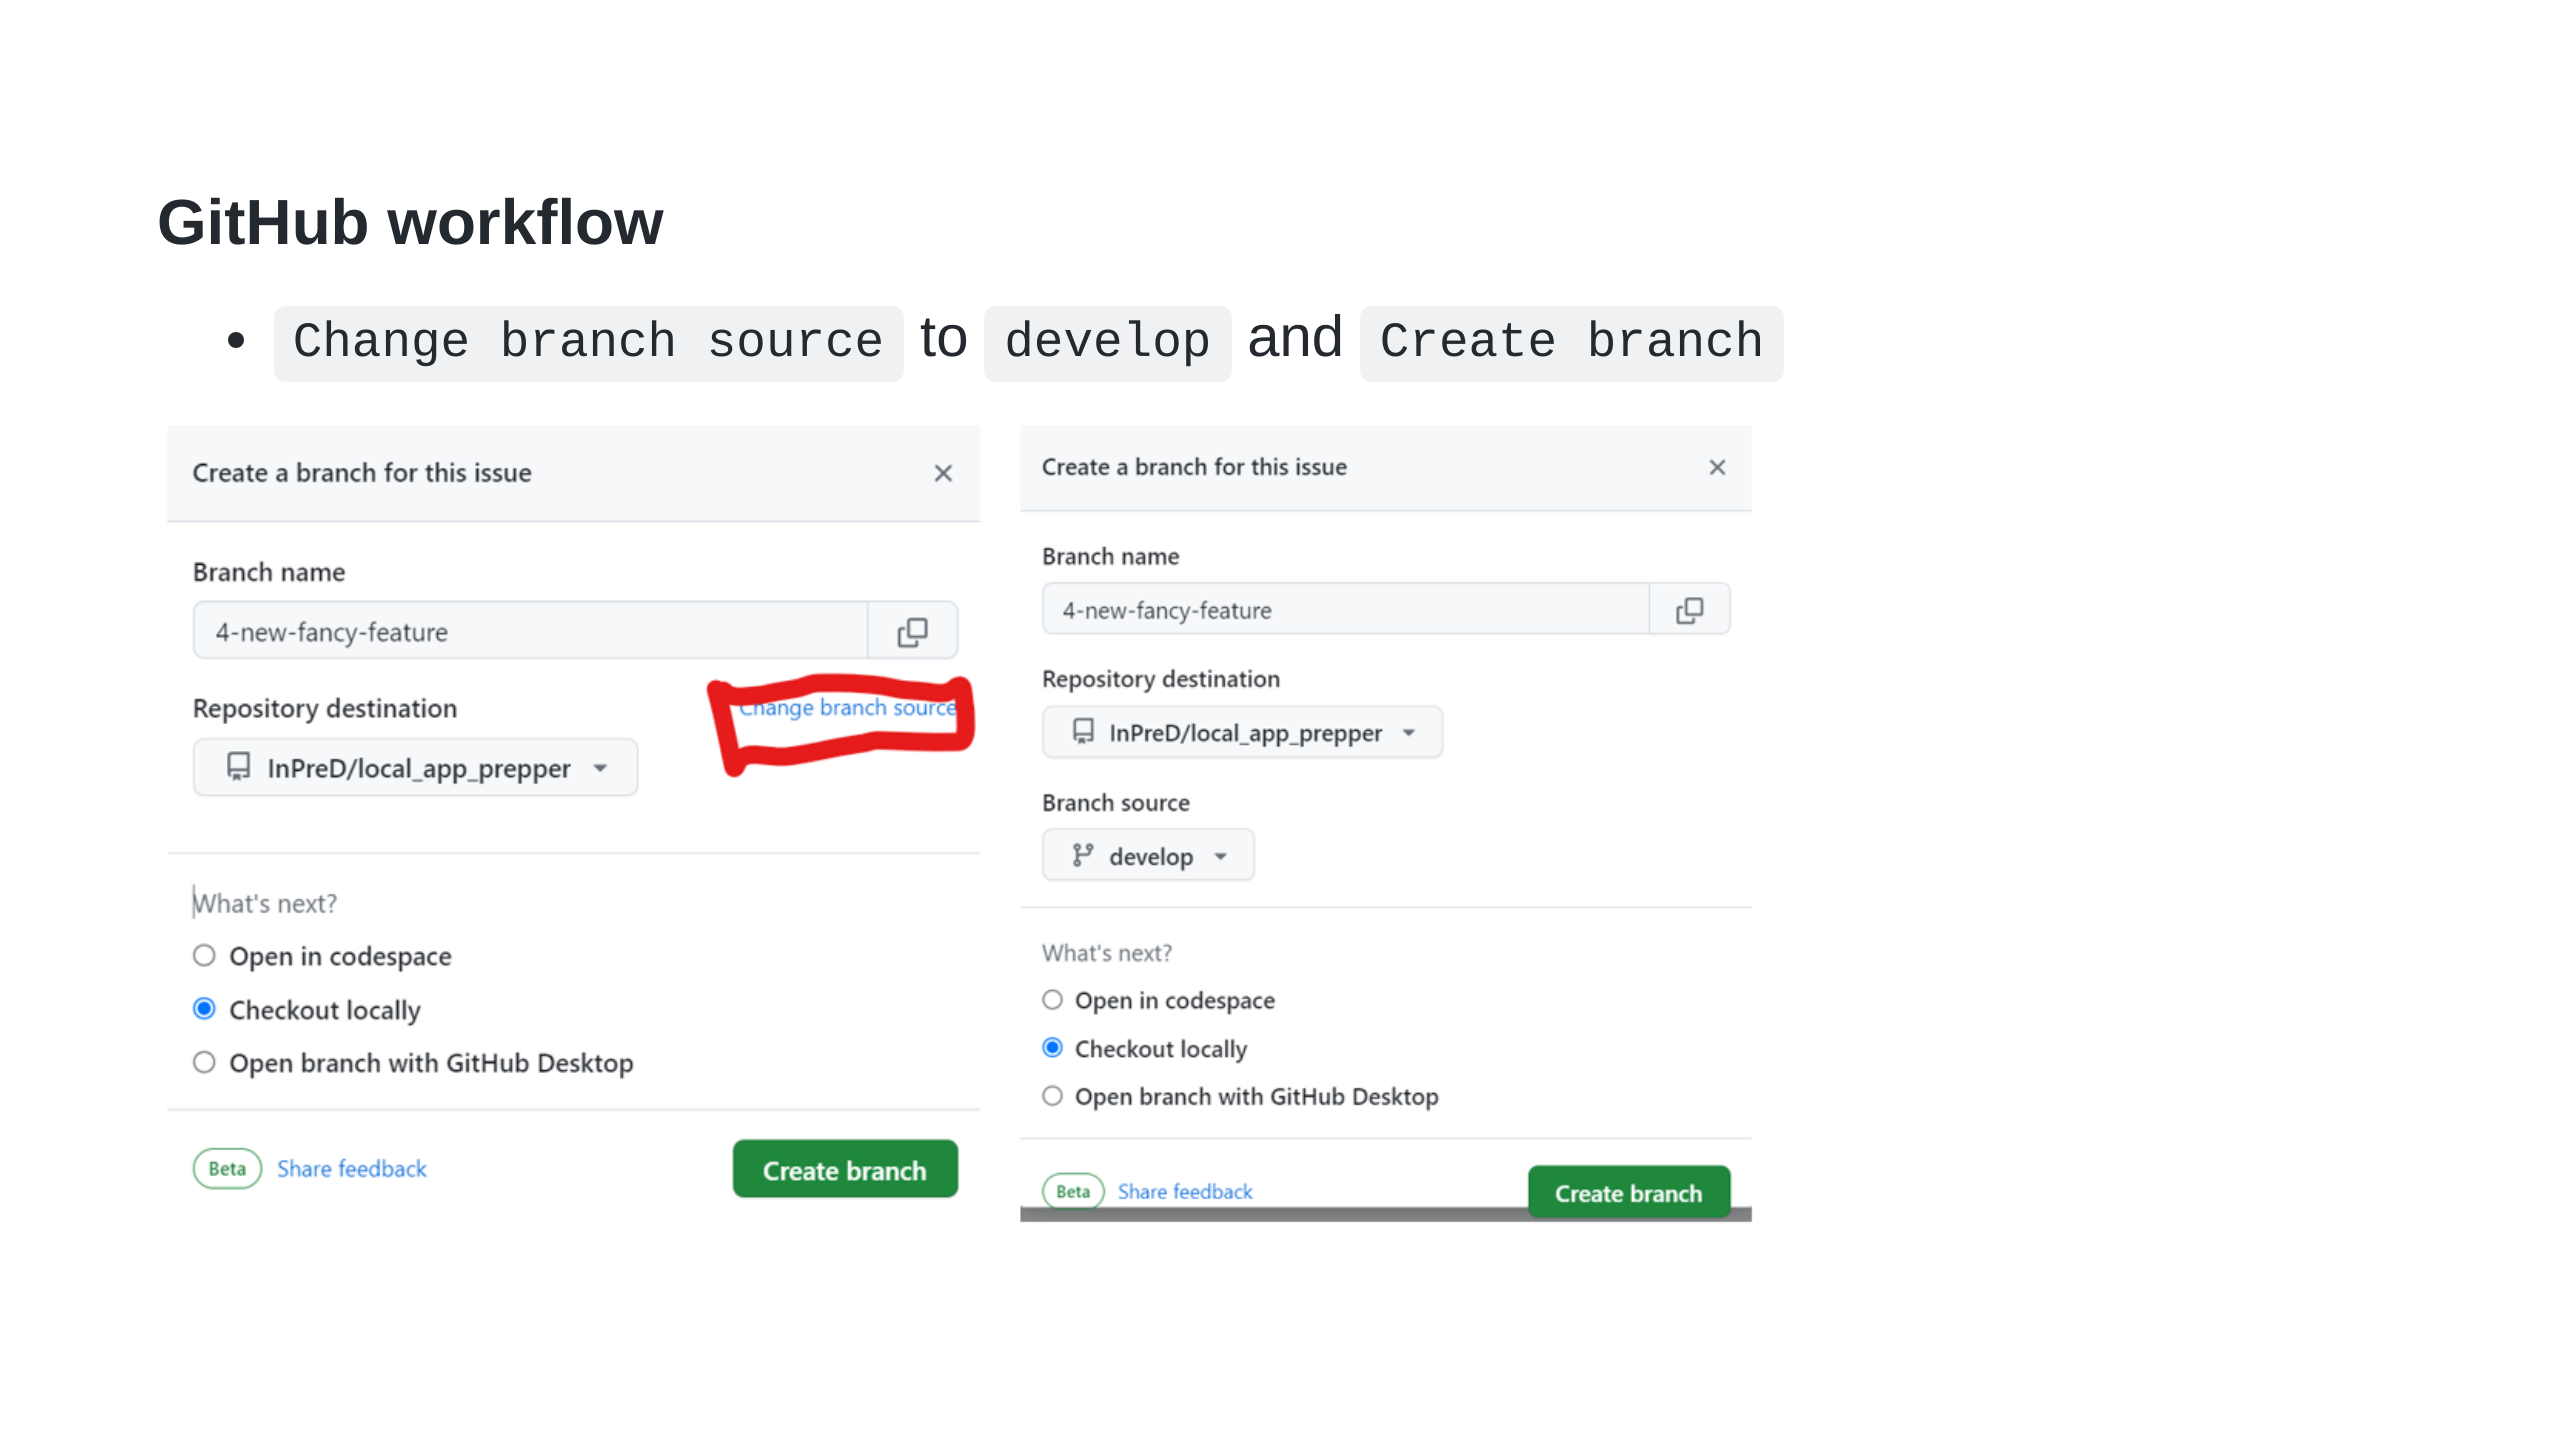 GitHub workflow
• Change branch source to develop and Create branch
Create a branch for this issue
Branch name
4-new-fancy-feature
Repository destination
Change branch source
InPreD/local_app_prepper
What's next?
Open in codespace
Checkout locally
Open branch with GitHub Desktop
Beta Share feedback
Create branch
Create a branch for this issue
Branch name
4-new-fancy-feature
Repository destination
InPreD/local_app_prepper
Branch source
develop
What's next?
Open in codespace
Checkout locally
Open branch with GitHub Desktop
Beta Share feedback
Create branch